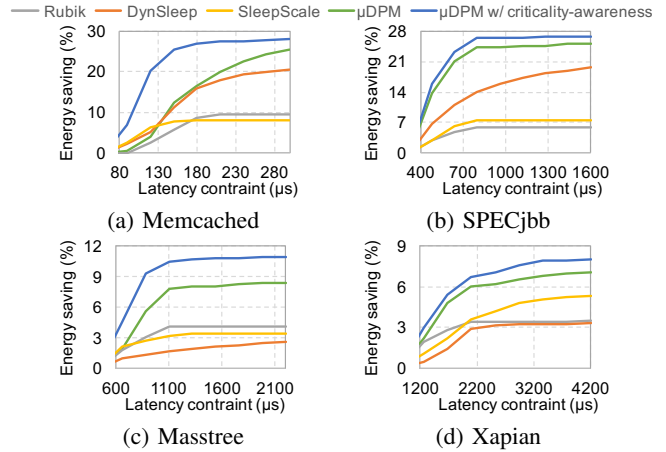 Rubik DynSleep SleepScale μDPM μDPM w/ criticality-awareness
Energy saving (%)
30
20
10
0
80 130 180 230 280
Latency contraint (μs)
(a) Memcached
Energy saving (%)
28
21
14
7
0
400 700 1000 1300 1600
Latency contraint (μs)
(b) SPECjbb
Energy saving (%)
12
9
6
3
0
600 1100 1600 2100
Latency contraint (μs)
(c) Masstree
Energy saving (%)
9
6
3
0
1200 2200 3200 4200
Latency contraint (μs)
(d) Xapian